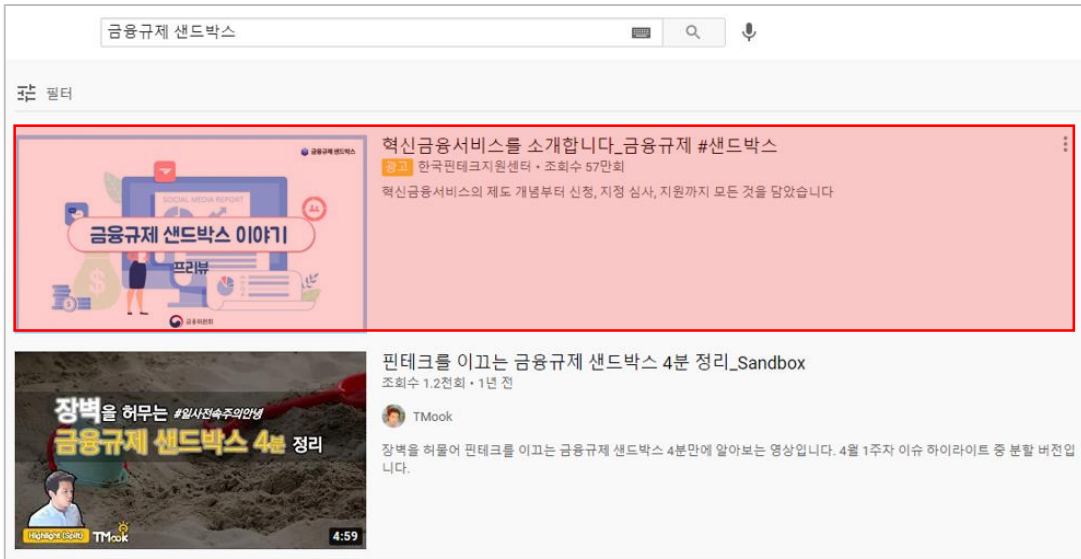 금융규제 샌드박스
필터
금융규제 샌드박스
SOCIAL MEDIA REPORT
금융규제 샌드박스 이야기
프리뷰
금융위원회
혁신금융서비스를 소개합니다_금융규제 #샌드박스
광고 한국핀테크지원센터 • 조회수 57만회
혁신금융서비스의 제도 개념부터 신청, 지정 심사, 지원까지 모든 것을 담았습니다
장벽을 허무는 #일사전속주의안녕
금융규제 샌드박스 4분 정리
Highlight (Split) TMook
4:59
핀테크를 이끄는 금융규제 샌드박스 4분 정리_Sandbox
조회수 1.2천회 • 1년 전
TMook
장벽을 허물어 핀테크를 이끄는 금융규제 샌드박스 4분만에 알아보는 영상입니다. 4월 1주자 이슈 하이라이트 중 분할 버전입
니다.